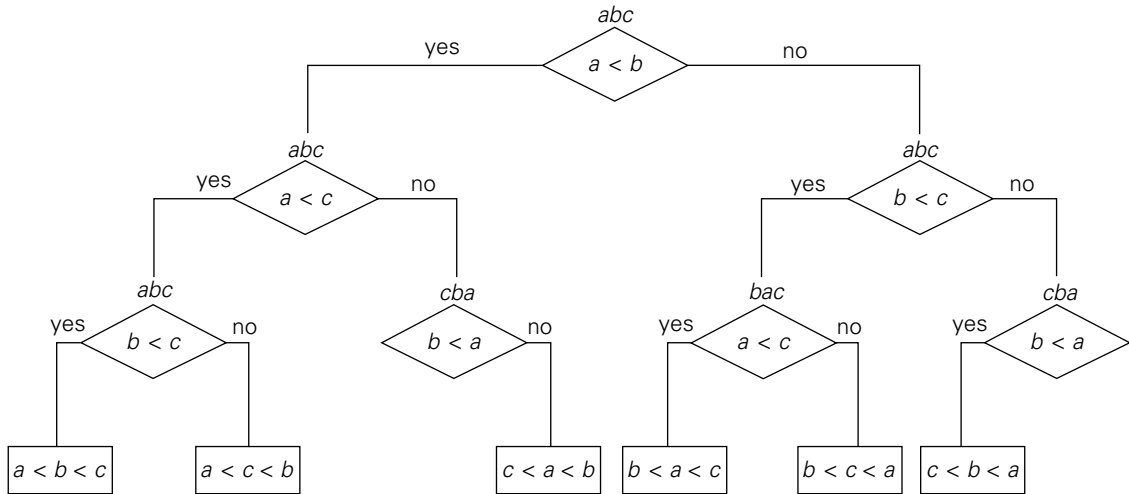 abc
yes
a < b
no
abc
abc
yes
a < c
no
yes
b < c
no
abc
cba
bac
cba
yes
b < c
no
b < a
no
yes
a < c
no
yes
b < a
a < b < c
a < c < b
c < a < b
b < a < c
b < c < a
c < b < a